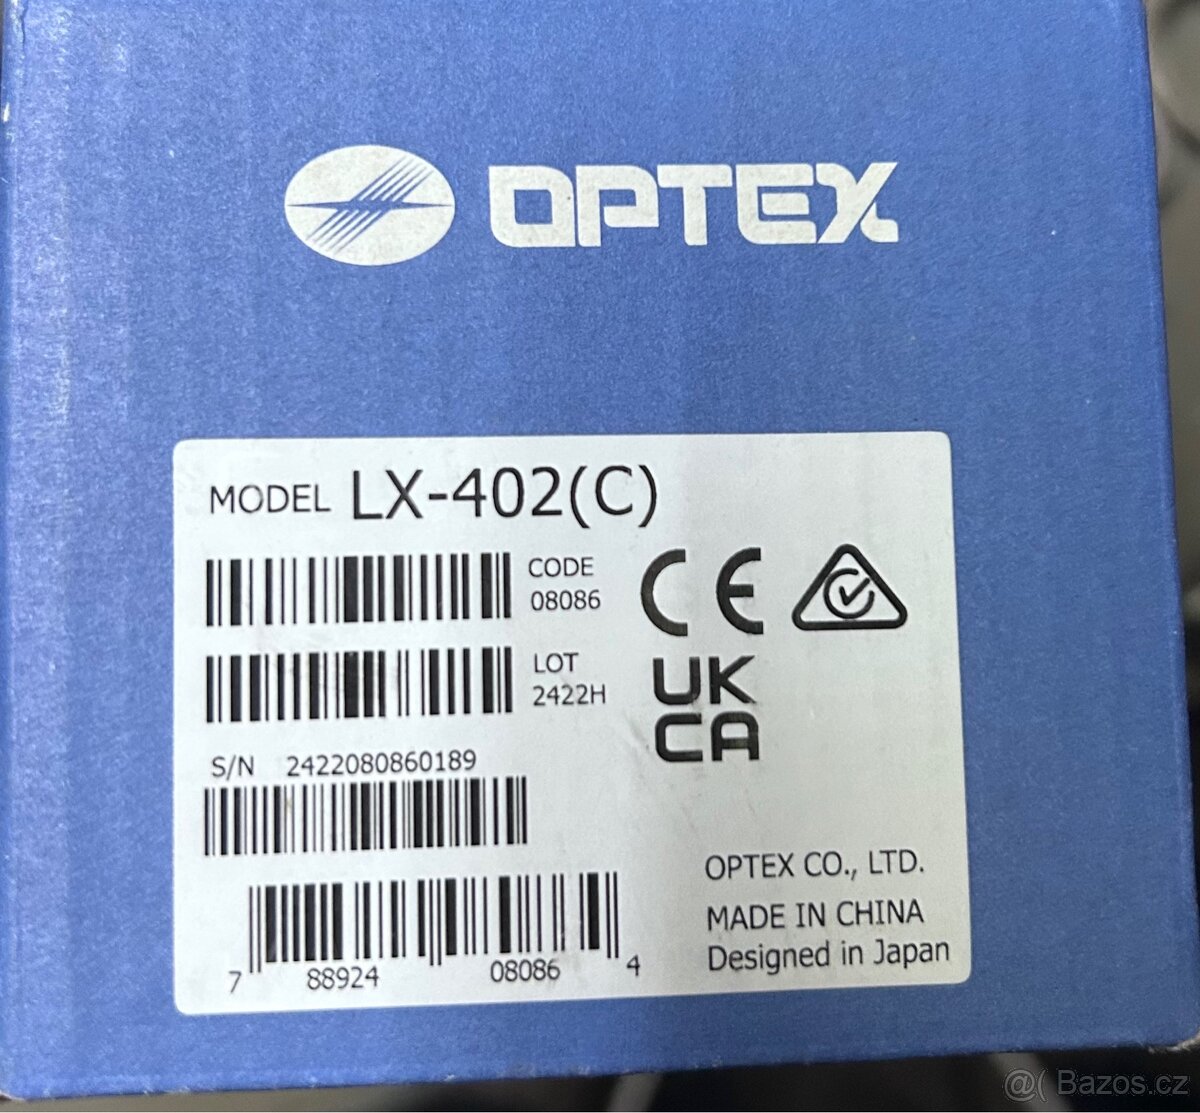 OPTEX
MODEL LX-402(C)
CODE
08086
CE
LOT
2422H
UK
CA
S/N 2422080860189
7 88924 08086 4
OPTEX CO., LTD.
MADE IN CHINA
Designed in Japan
@( Bazos.cz